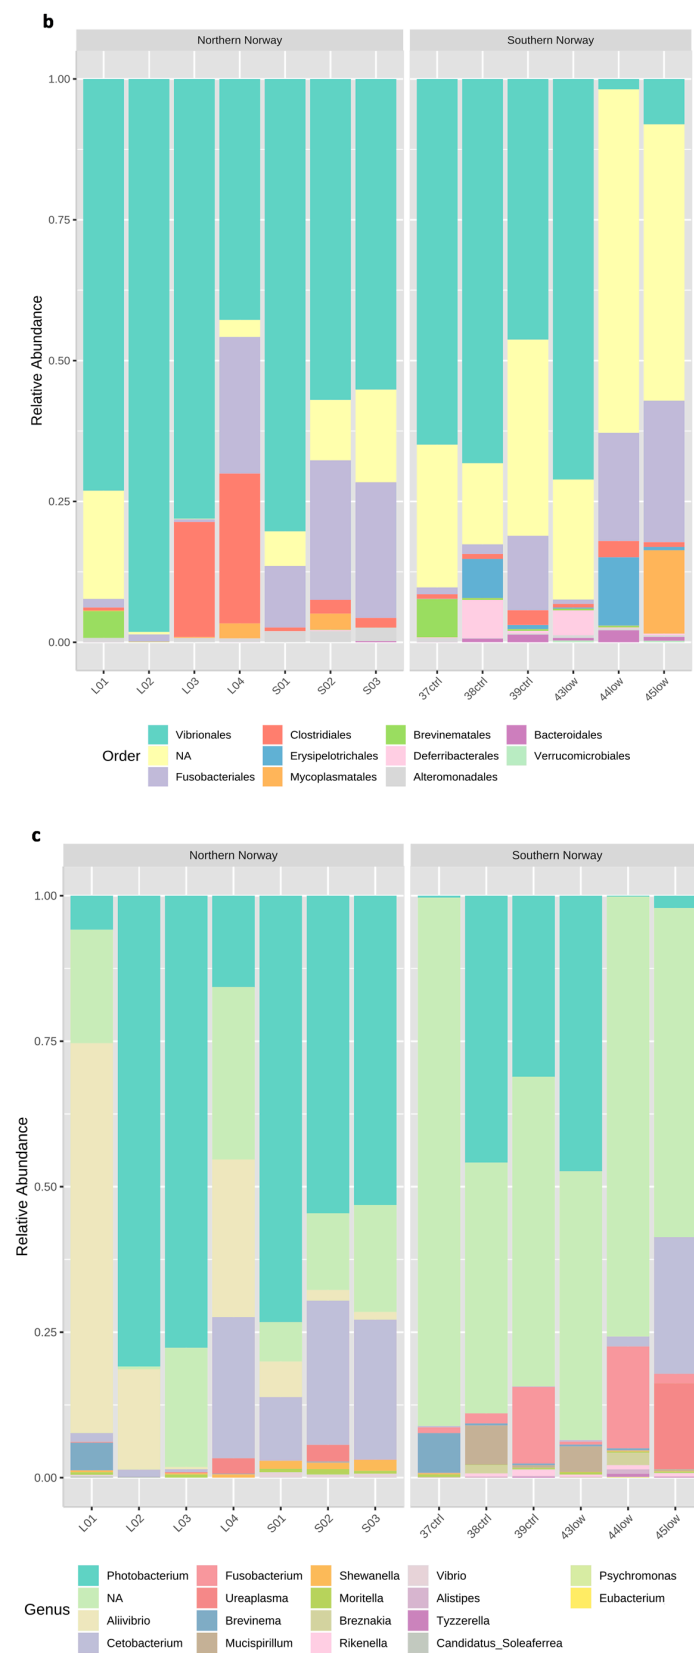 b
Northern Norway
Southern Norway
1.00
0.75
0.50
0.25
0.00
Relative Abundance
L01 L02 L03 L04 S01 S02 S03 37ctrl 38ctrl 39ctrl 43low 44low 45low
Order
Vibrionales Clostridiales Brevinematales Bacteroidales
NA Erysipelotrichales Deferribacterales Verrucomicrobiales
Fusobacteriales Mycoplasmatales Alteromonadales
c
Northern Norway
Southern Norway
1.00
0.75
0.50
0.25
0.00
Relative Abundance
L01 L02 L03 L04 S01 S02 S03 37ctrl 38ctrl 39ctrl 43low 44low 45low
Genus
Photobacterium Fusobacterium Shewanella Vibrio Psychromonas
NA Ureaplasma Moritella Alistipes Eubacterium
Aliivibrio Brevinema Breznakia Tyzzerella
Cetobacterium Mucispirillum Rikenella Candidatus_Soleaferrea